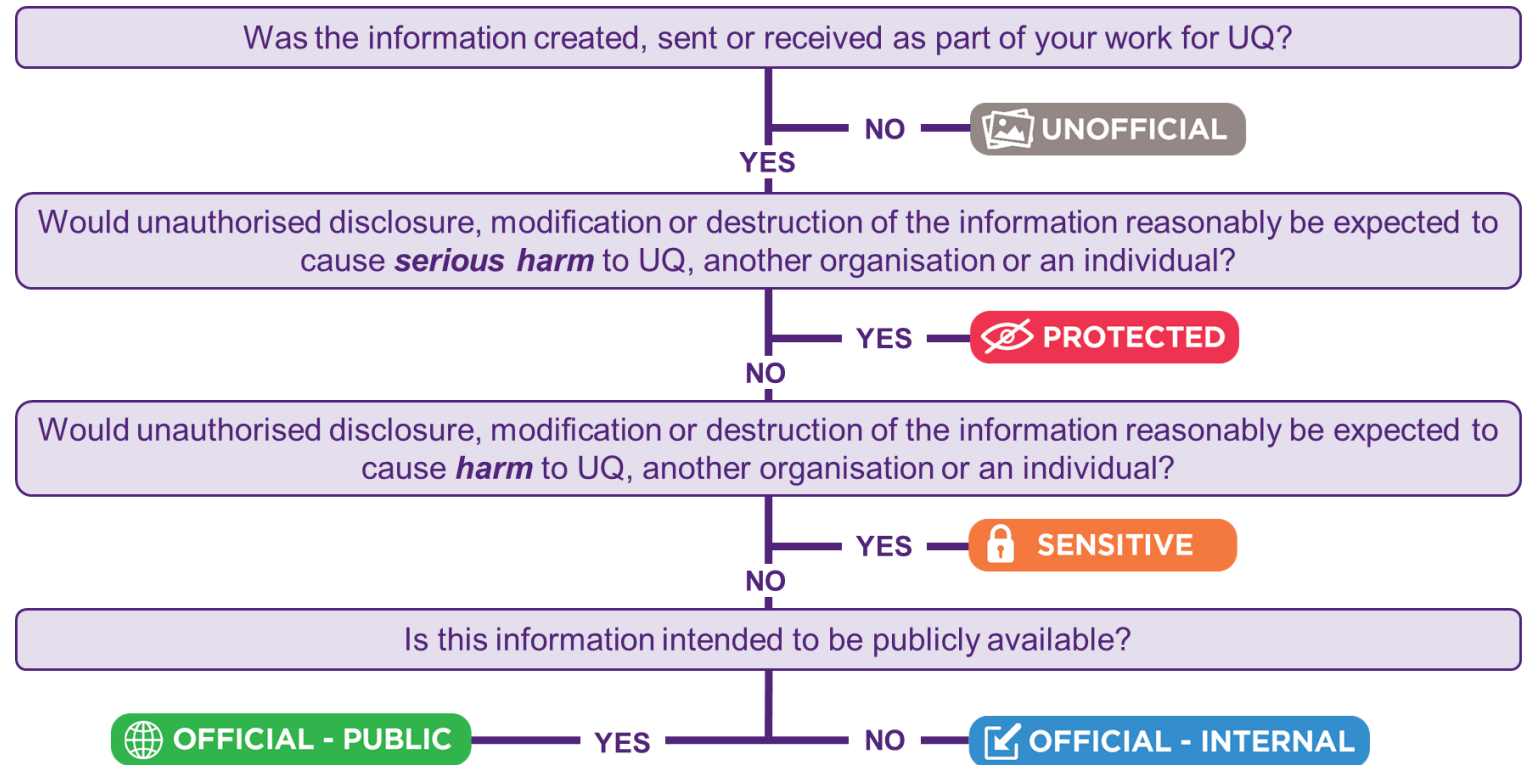 Was the information created, sent or received as part of your work for UQ?
NO
UNOFFICIAL
YES
Would unauthorised disclosure, modification or destruction of the information reasonably be expected to
cause serious harm to UQ, another organisation or an individual?
YES
PROTECTED
NO
Would unauthorised disclosure, modification or destruction of the information reasonably be expected to
cause harm to UQ, another organisation or an individual?
YES
SENSITIVE
NO
Is this information intended to be publicly available?
OFFICIAL - PUBLIC
YES
NO
OFFICIAL - INTERNAL